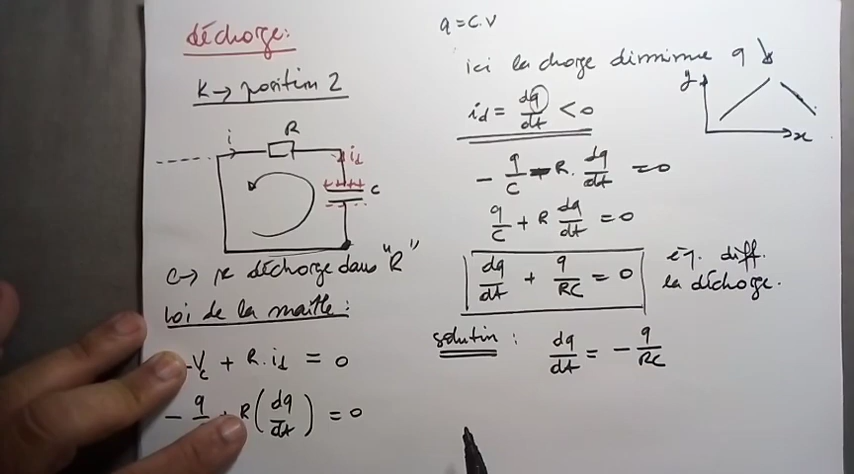 décharge:
K → position 2
i
R
id
C
C → se décharge dans "R"
Loi de la maille:
-Vc + R.id = 0
- q/ + R(dq/dt) = 0
q = C.V
ici la charge diminue q ↘
y
x
id = dq/dt < 0
- q/C - R. dq/dt = 0
q/C + R dq/dt = 0
dq/dt + q/RC = 0
éq. diff.
la décharge.
solution :
dq/dt = - q/RC